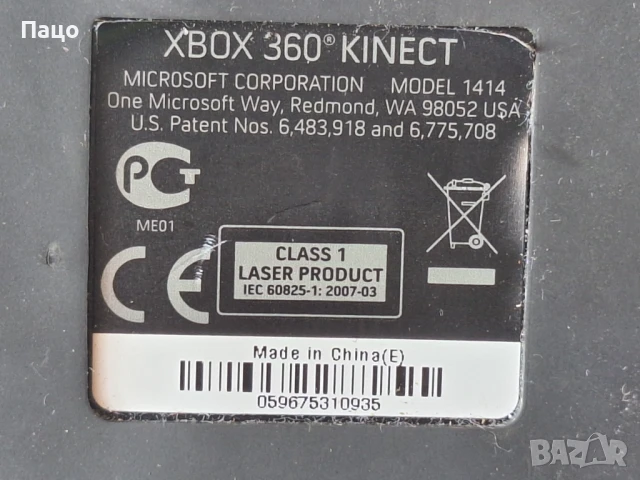 Пацо
XBOX 360® KINECT
MICROSOFT CORPORATION MODEL 1414
One Microsoft Way, Redmond, WA 98052 USA
U.S. Patent Nos. 6,483,918 and 6,775,708
РСТ
ME01
CE
CLASS 1
LASER PRODUCT
IEC 60825-1: 2007-03
Made in China(E)
059675310935
BAZAR